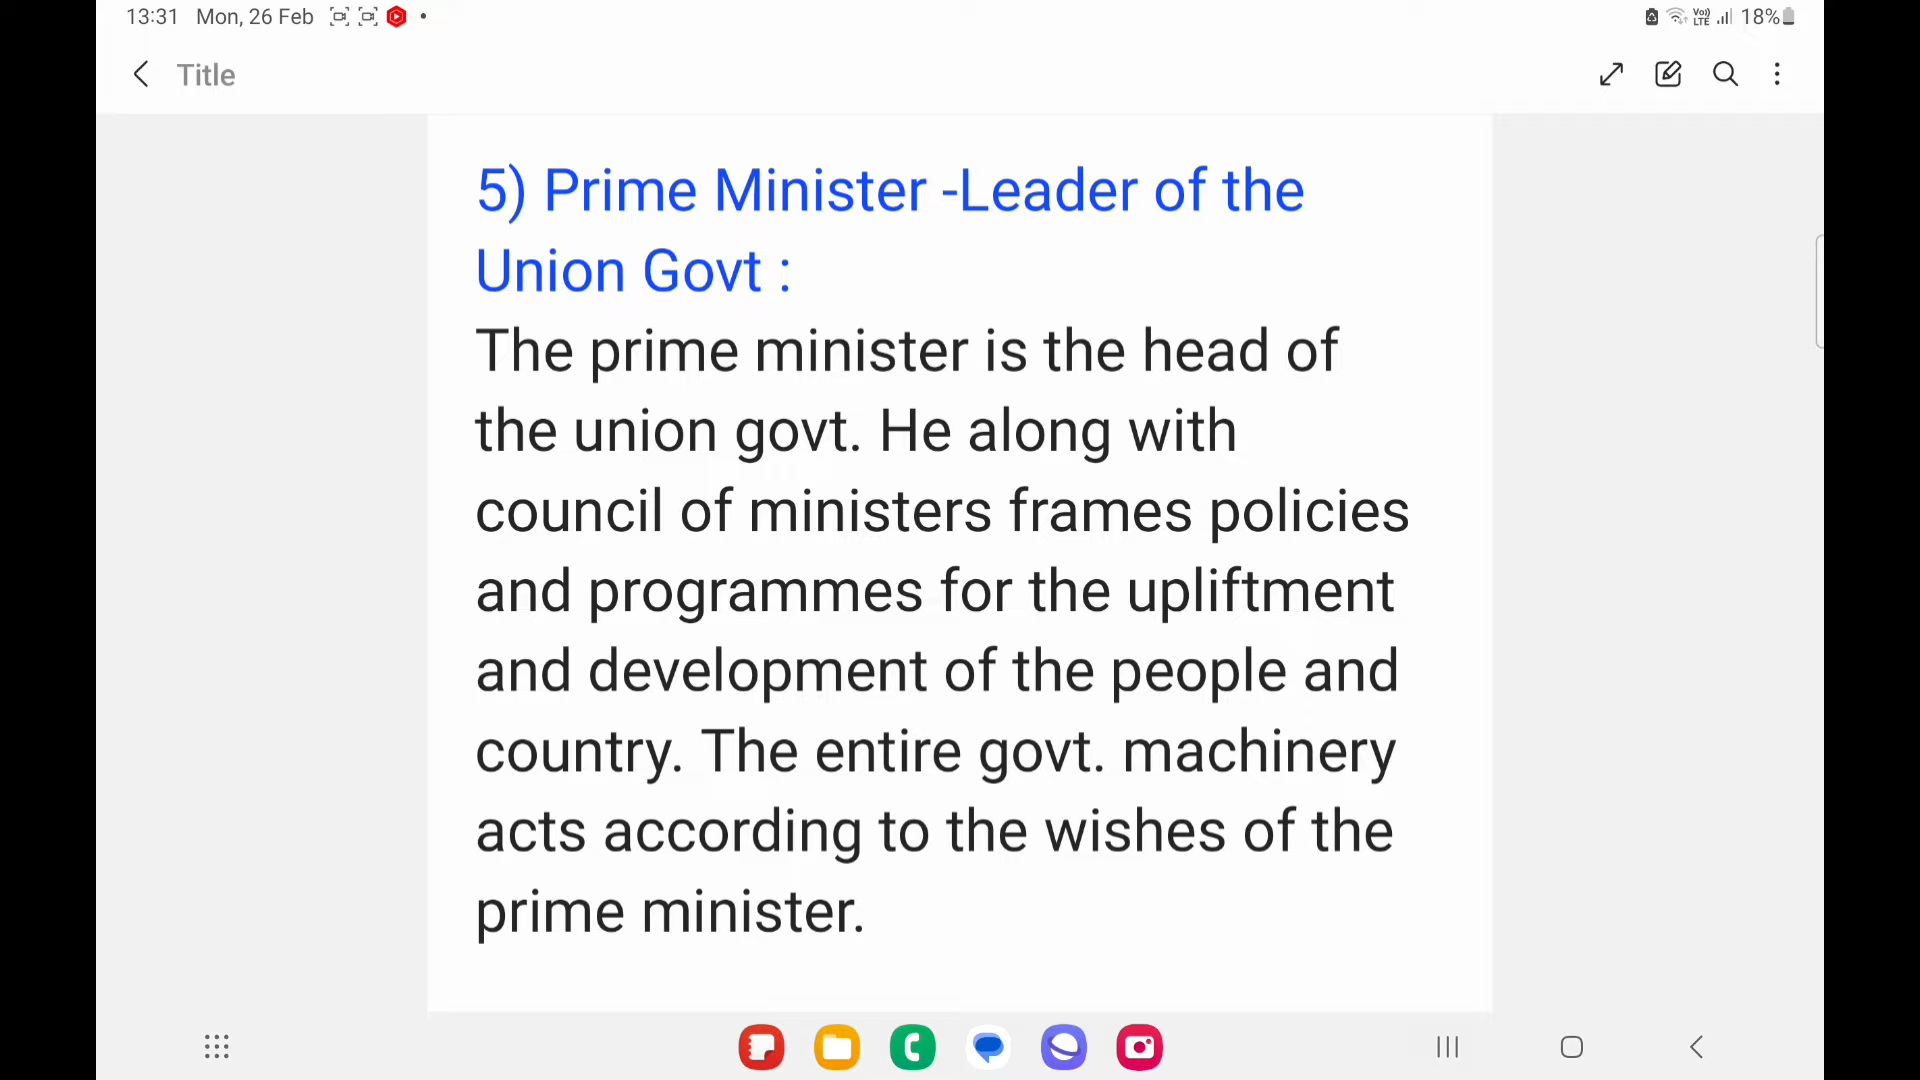 13:31 Mon, 26 Feb
Vo)) LTE 18%
Title
5) Prime Minister -Leader of the
Union Govt :
The prime minister is the head of
the union govt. He along with
council of ministers frames policies
and programmes for the upliftment
and development of the people and
country. The entire govt. machinery
acts according to the wishes of the
prime minister.